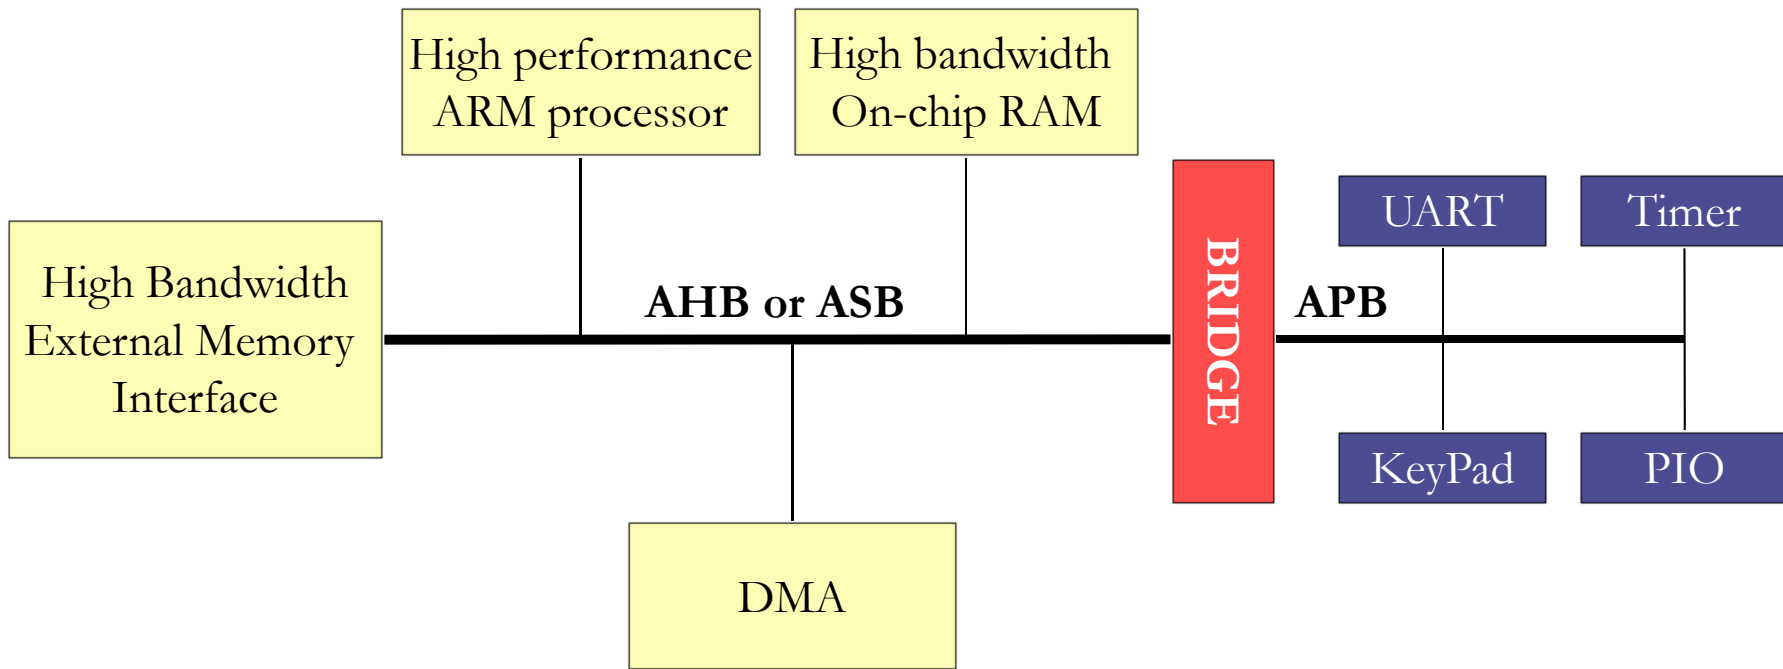 High performance
ARM processor
High bandwidth
On-chip RAM
High Bandwidth
External Memory
Interface
AHB or ASB
BRIDGE
APB
UART
Timer
KeyPad
PIO
DMA